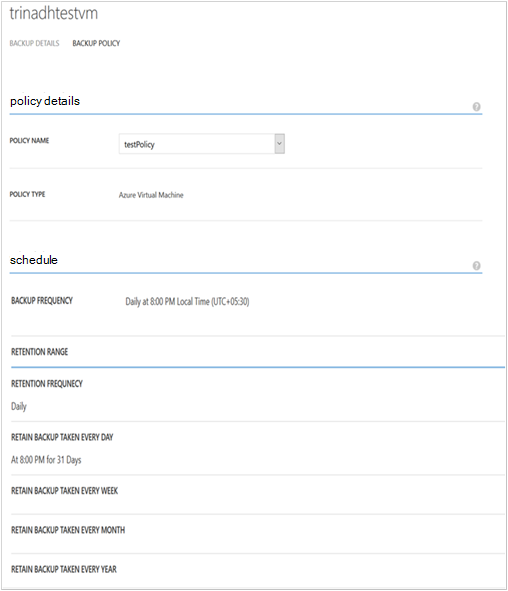 trinadhtestvm
BACKUP DETAILS BACKUP POLICY
policy details
?
POLICY NAME testPolicy
POLICY TYPE Azure Virtual Machine
schedule
?
BACKUP FREQUENCY Daily at 8:00 PM Local Time (UTC+05:30)
RETENTION RANGE
RETENTION FREQUNECY
Daily
RETAIN BACKUP TAKEN EVERY DAY
At 8:00 PM for 31 Days
RETAIN BACKUP TAKEN EVERY WEEK
RETAIN BACKUP TAKEN EVERY MONTH
RETAIN BACKUP TAKEN EVERY YEAR